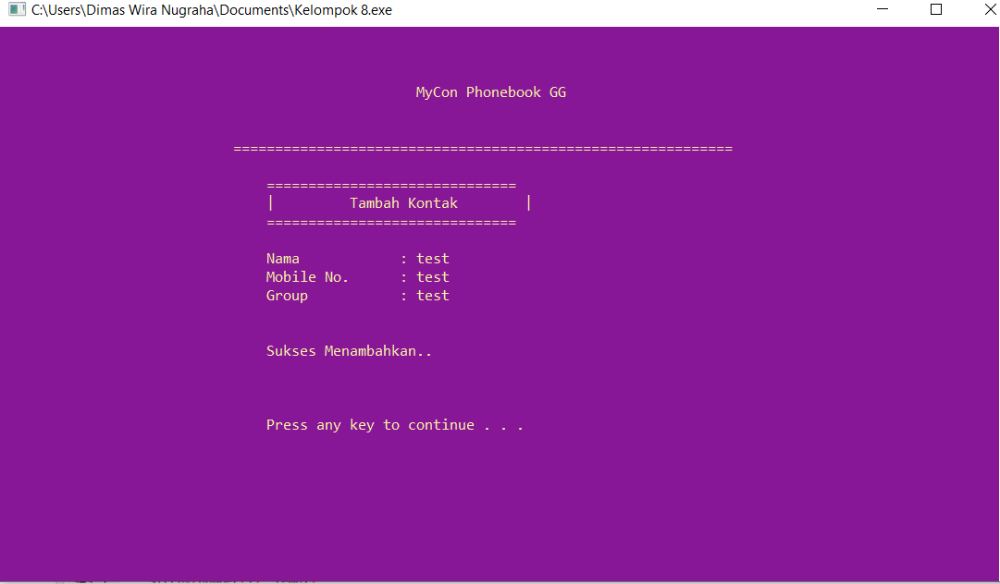 C:\Users\Dimas Wira Nugraha\Documents\Kelompok 8.exe
MyCon Phonebook GG
============================================================
==============================
| Tambah Kontak |
==============================
Nama : test
Mobile No. : test
Group : test
Sukses Menambahkan..
Press any key to continue . . .